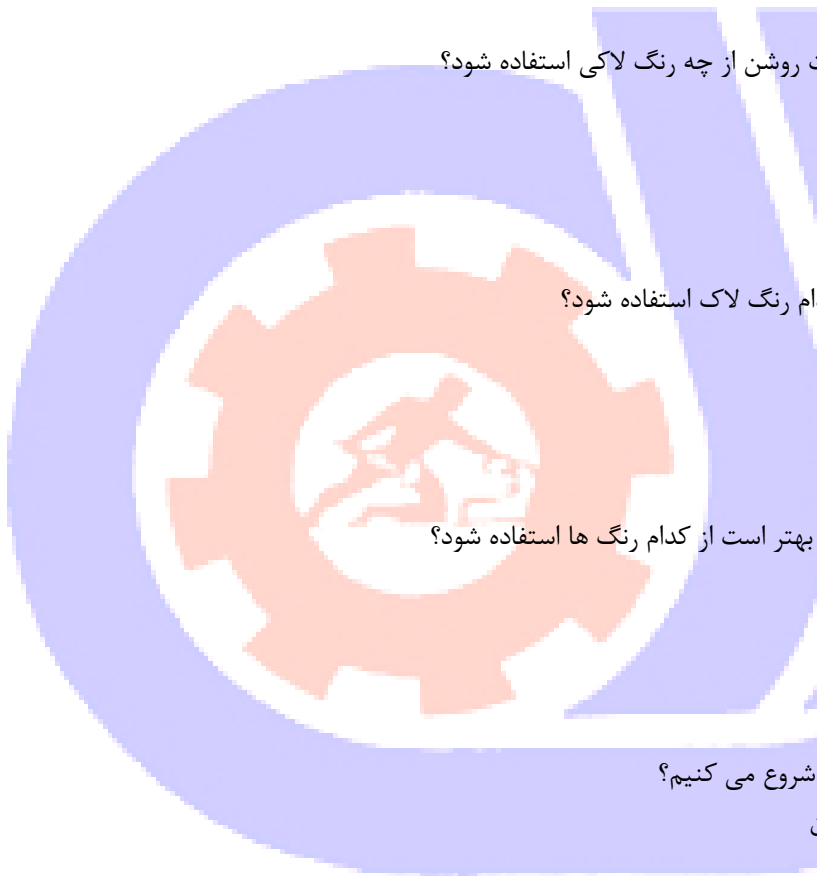 روشن از چه رنگ لاکی استفاده شود؟
رنگ لاک استفاده شود؟
بهتر است از کدام رنگ ها استفاده شود؟
شروع می کنیم؟